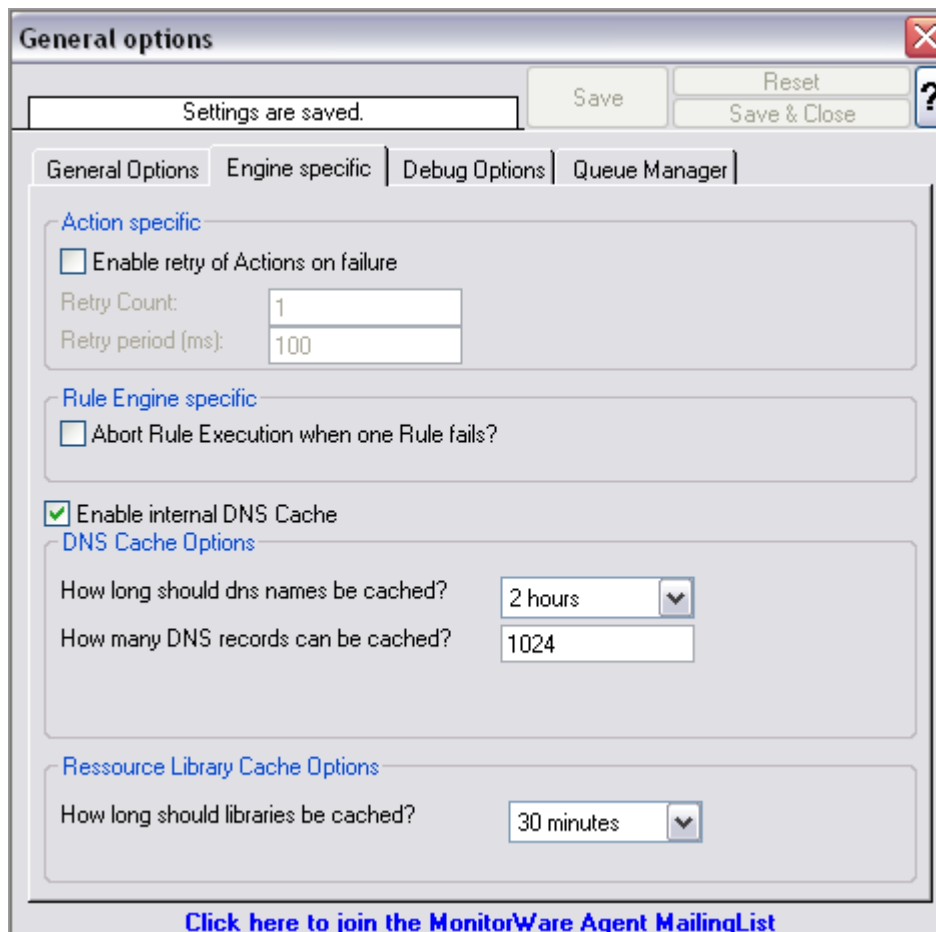 General options
Settings are saved.
Save
Reset
Save & Close
?
General Options
Engine specific
Debug Options
Queue Manager
Action specific
Enable retry of Actions on failure
Retry Count:
1
Retry period (ms):
100
Rule Engine specific
Abort Rule Execution when one Rule fails?
Enable internal DNS Cache
DNS Cache Options
How long should dns names be cached?
2 hours
How many DNS records can be cached?
1024
Ressource Library Cache Options
How long should libraries be cached?
30 minutes
Click here to join the MonitorWare Agent MailingList